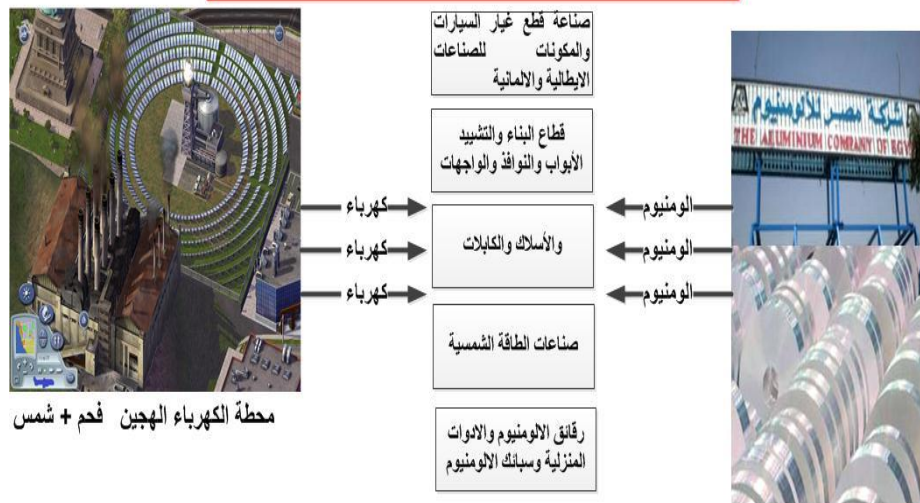 صناعة قطع غيار السيارات
والمكونات للصناعات
الايطالية والالمانية
قطاع البناء والتشييد
الأبواب والنوافذ والواجهات
والأسلاك والكابلات
صناعات الطاقة الشمسية
رقائق الالومنيوم والادوات
المنزلية وسبائك الالومنيوم
كهرباء
كهرباء
كهرباء
الومنيوم
الومنيوم
الومنيوم
شركة مصر للألومنيوم
THE ALUMINIUM COMPANY OF EGY
محطة الكهرباء الهجين فحم + شمس